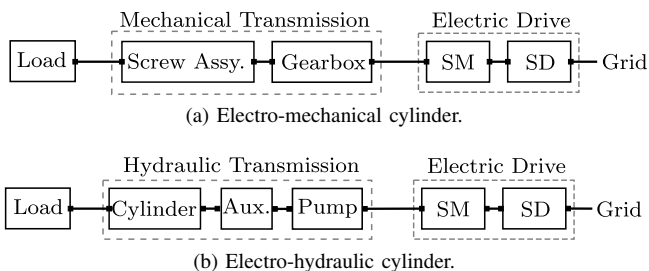 Mechanical Transmission Electric Drive
Load Screw Assy. Gearbox SM SD Grid
(a) Electro-mechanical cylinder.
Hydraulic Transmission Electric Drive
Load Cylinder Aux. Pump SM SD Grid
(b) Electro-hydraulic cylinder.